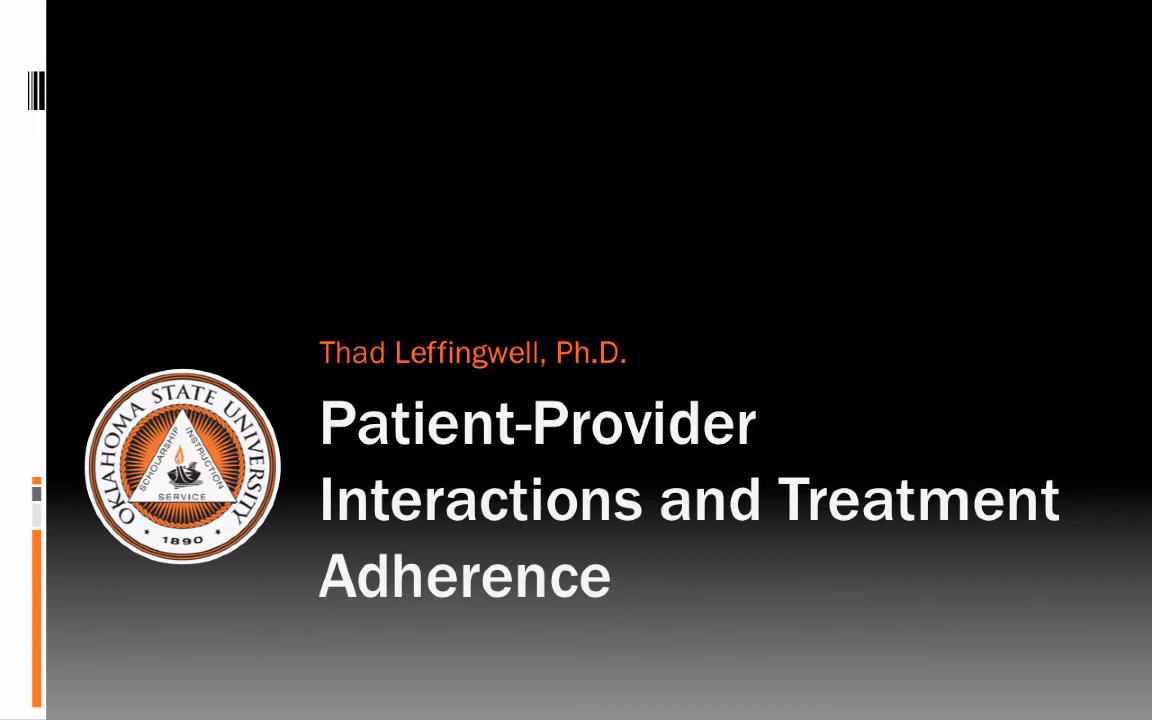 Thad Leffingwell, Ph.D.
Patient-Provider
Interactions and Treatment
Adherence
OKLAHOMA STATE UNIVERSITY
SCHOLARSHIP
INSTRUCTION
SERVICE
• 1890 •